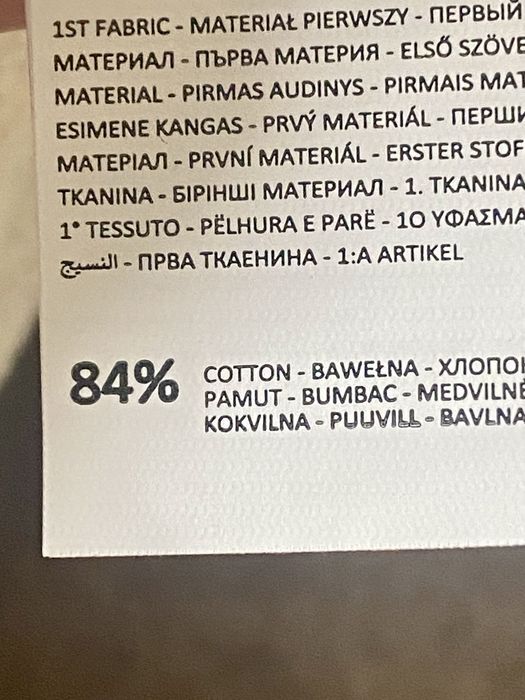 1ST FABRIC - MATERIAŁ PIERWSZY - ПЕРВЫЙ
МАТЕРИАЛ - ПЪРВА МАТЕРИЯ - ELSŐ SZÖVE
MATERIAL - PIRMAS AUDINYS - PIRMAIS MAT
ESIMENE KANGAS - PRVÝ MATERIÁL - ПЕРШИ
МАТЕРІАЛ - PRVNÍ MATERIÁL - ERSTER STOF
TKANINA - БІРІНШІ МАТЕРИАЛ - 1. TKANINA
1° TESSUTO - PËLHURA E PARË - 1Ο ΥΦΑΣΜΑ
النسيج - ПРВА ТКАЕНИНА - 1:A ARTIKEL
84% COTTON - BAWEŁNA - ХЛОПО
PAMUT - BUMBAC - MEDVILNĖ
KOKVILNA - PUUVILL - BAVLNA